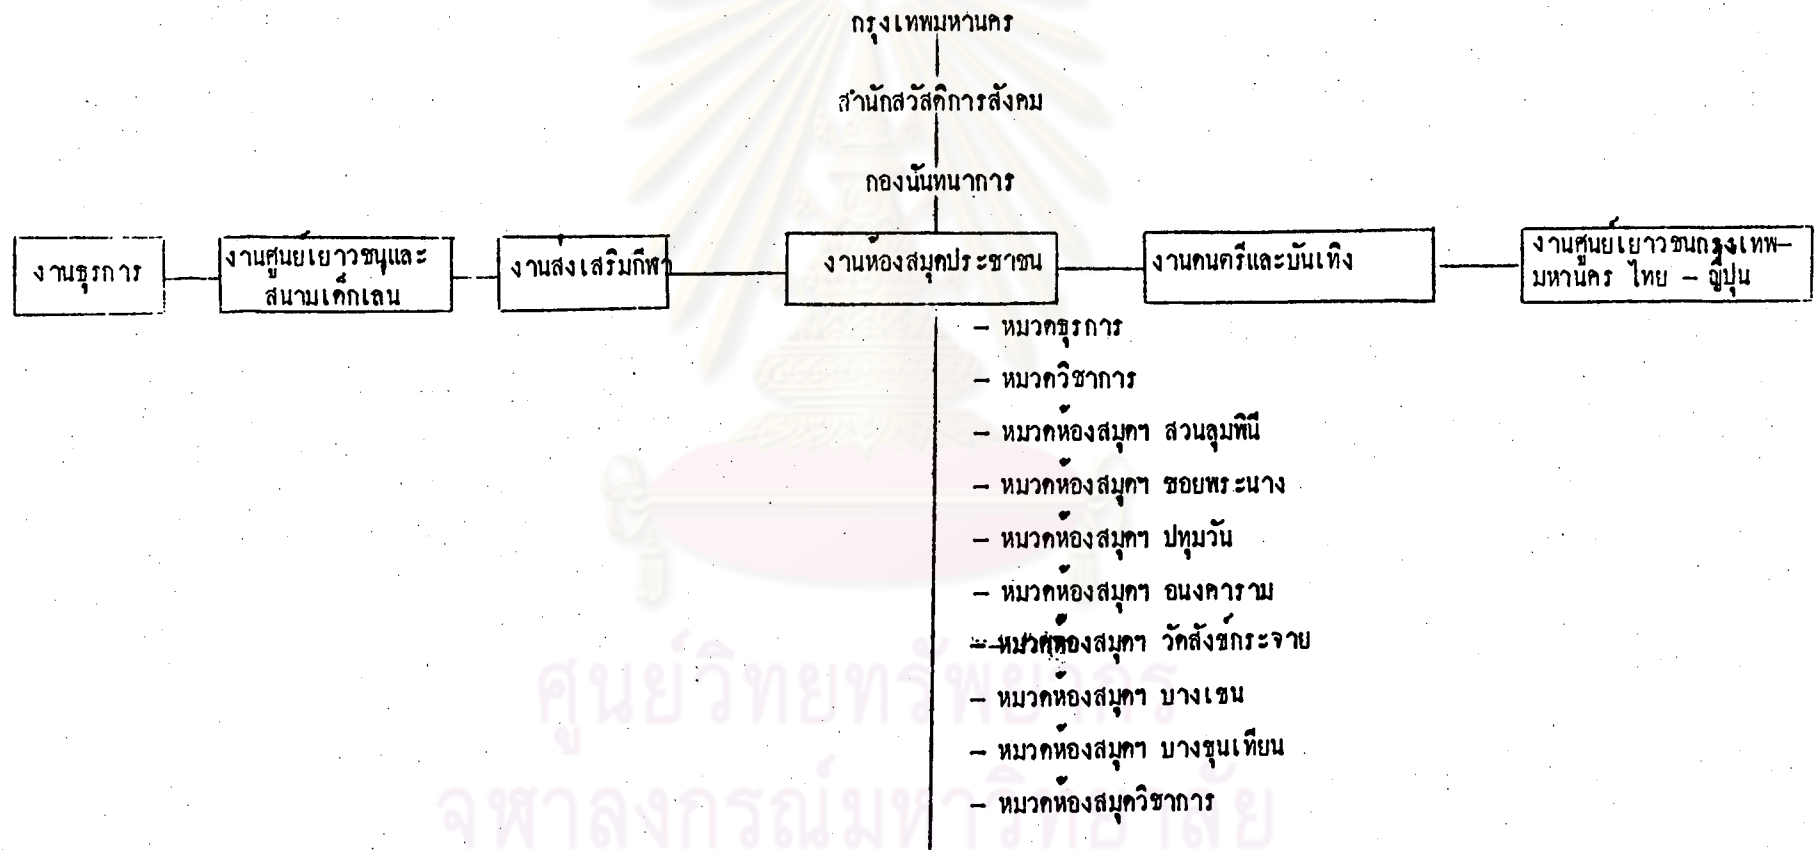 กรุงเทพมหานคร
สำนักสวัสดิการสังคม
กองนันทนาการ
งานธุรการ
งานศูนย์เยาวชนและ
สนามเด็กเล่น
งานส่งเสริมกีฬา
งานห้องสมุดประชาชน
งานดนตรีและบันเทิง
งานศูนย์เยาวชนกรุงเทพ–
มหานคร ไทย – ญี่ปุ่น
– หมวดธุรการ
– หมวดวิชาการ
– หมวดห้องสมุดฯ สวนลุมพินี
– หมวดห้องสมุดฯ ซอยพระนาง
– หมวดห้องสมุดฯ ปทุมวัน
– หมวดห้องสมุดฯ อนงคาราม
– หมวดห้องสมุดฯ วัดสังข์กระจาย
– หมวดห้องสมุดฯ บางเขน
– หมวดห้องสมุดฯ บางขุนเทียน
– หมวดห้องสมุดวิชาการ
ศูนย์วิทยทรัพยากร
จุฬาลงกรณ์มหาวิทยาลัย